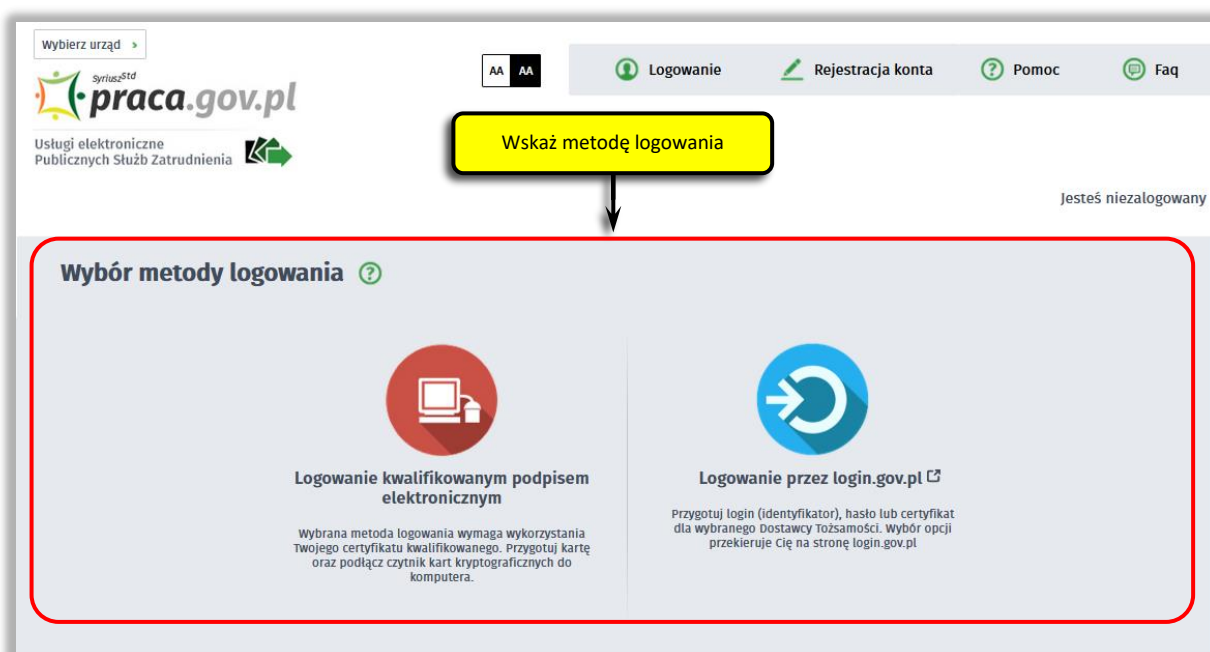 Wybierz urząd
AA AA
Logowanie
Rejestracja konta
Pomoc
Faq
SyriuszStd
praca.gov.pl
Usługi elektroniczne
Publicznych Służb Zatrudnienia
Wskaż metodę logowania
Jesteś niezalogowany
Wybór metody logowania ?
Logowanie kwalifikowanym podpisem
elektronicznym
Wybrana metoda logowania wymaga wykorzystania
Twojego certyfikatu kwalifikowanego. Przygotuj kartę
oraz podłącz czytnik kart kryptograficznych do
komputera.
Logowanie przez login.gov.pl
Przygotuj login (identyfikator), hasło lub certyfikat
dla wybranego Dostawcy Tożsamości. Wybór opcji
przekieruje Cię na stronę login.gov.pl